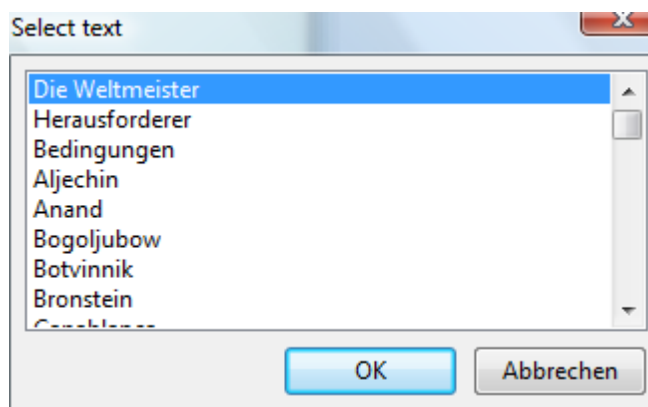 Select text
Die Weltmeister
Herausforderer
Bedingungen
Aljechin
Anand
Bogoljubow
Botvinnik
Bronstein
OK
Abbrechen